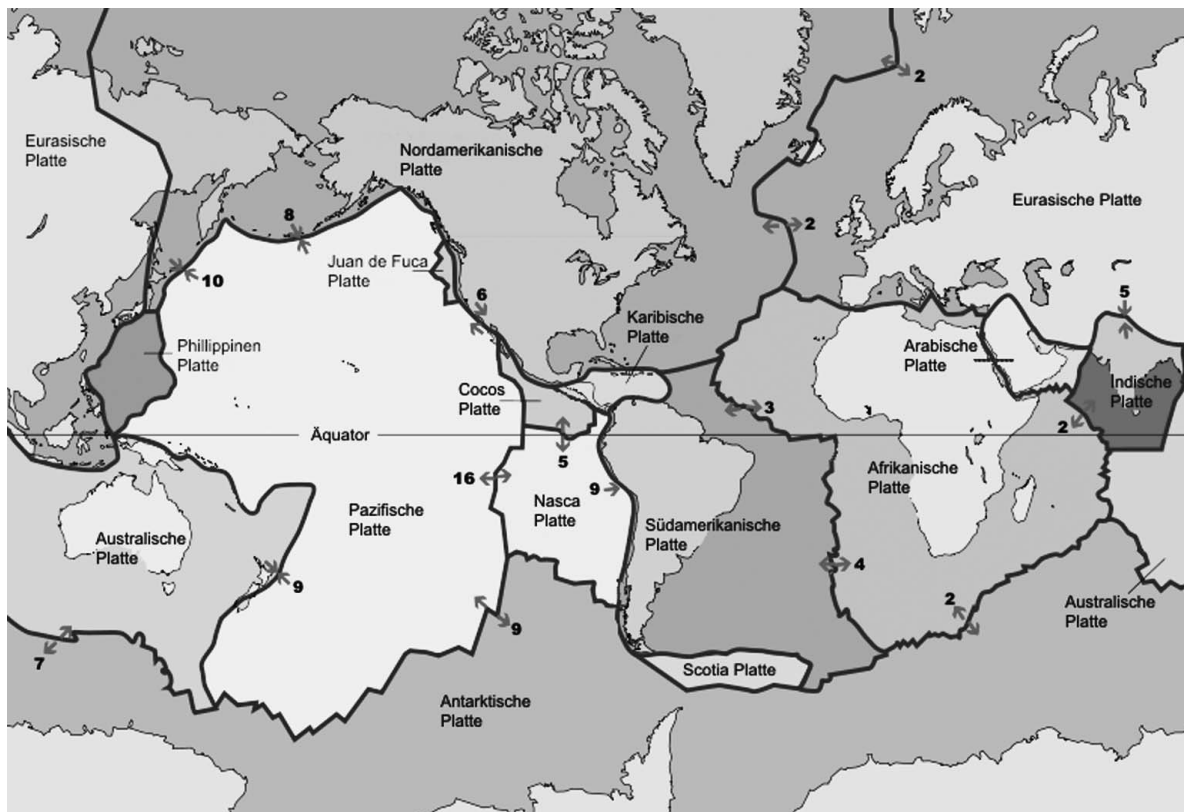 2
Eurasische
Platte
Nordamerikanische
Platte
Eurasische Platte
8
2
Juan de Fuca
Platte
10
6
5
Karibische
Platte
Phillippinen
Platte
Arabische
Platte
Cocos
Platte
Indische
Platte
3
2
Äquator
5
16
9
Nasca
Platte
Afrikanische
Platte
Pazifische
Platte
Südamerikanische
Platte
Australische
Platte
4
9
2
Australische
Platte
9
7
Scotia Platte
Antarktische
Platte